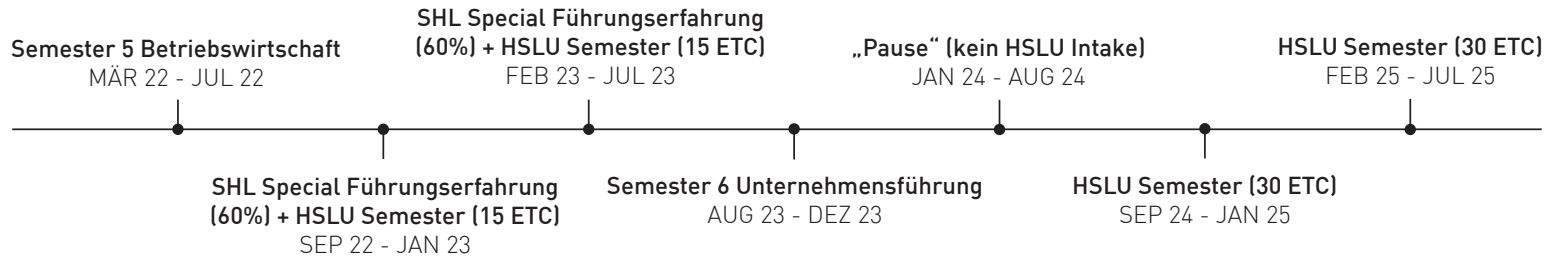 Semester 5 Betriebswirtschaft
MÄR 22 - JUL 22
SHL Special Führungserfahrung
(60%) + HSLU Semester (15 ETC)
SEP 22 - JAN 23
SHL Special Führungserfahrung
(60%) + HSLU Semester (15 ETC)
FEB 23 - JUL 23
Semester 6 Unternehmensführung
AUG 23 - DEZ 23
„Pause“ (kein HSLU Intake)
JAN 24 - AUG 24
HSLU Semester (30 ETC)
SEP 24 - JAN 25
HSLU Semester (30 ETC)
FEB 25 - JUL 25